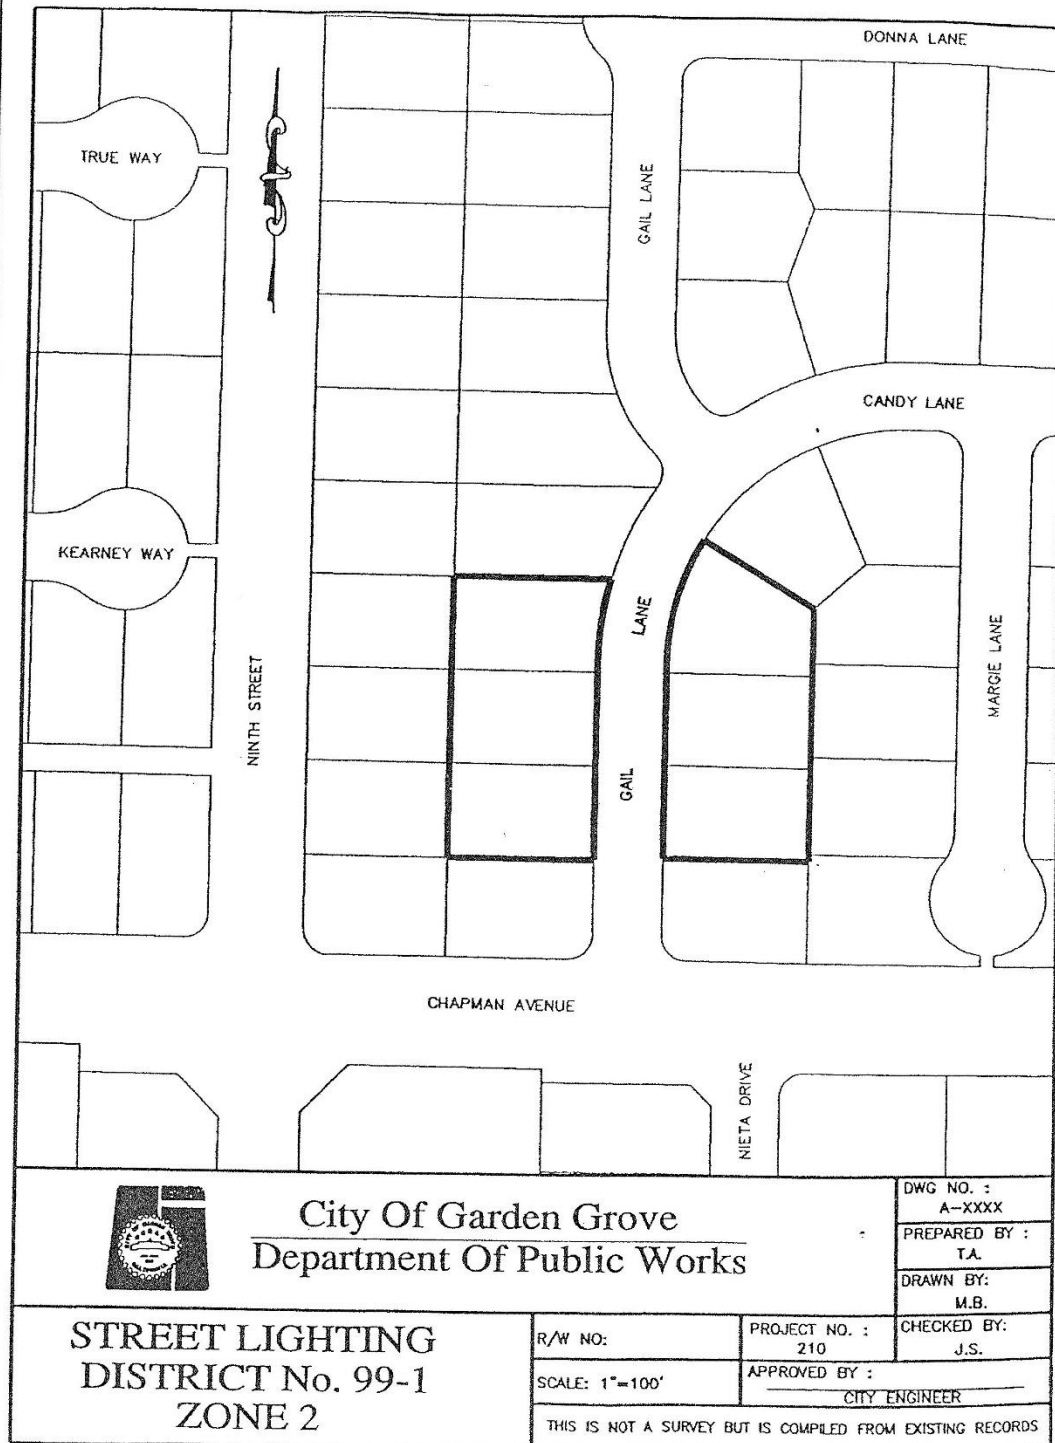 DONNA LANE
TRUE WAY
GAIL LANE
CANDY LANE
KEARNEY WAY
LANE
MARGIE LANE
NINTH STREET
GAIL
CHAPMAN AVENUE
NIETA DRIVE
City Of Garden Grove
Department Of Public Works
DWG NO. :
A-XXXX
PREPARED BY :
T.A.
DRAWN BY:
M.B.
STREET LIGHTING
DISTRICT No. 99-1
ZONE 2
R/W NO:
PROJECT NO. :
210
CHECKED BY:
J.S.
SCALE: 1"=100'
APPROVED BY :
CITY ENGINEER
THIS IS NOT A SURVEY BUT IS COMPILED FROM EXISTING RECORDS